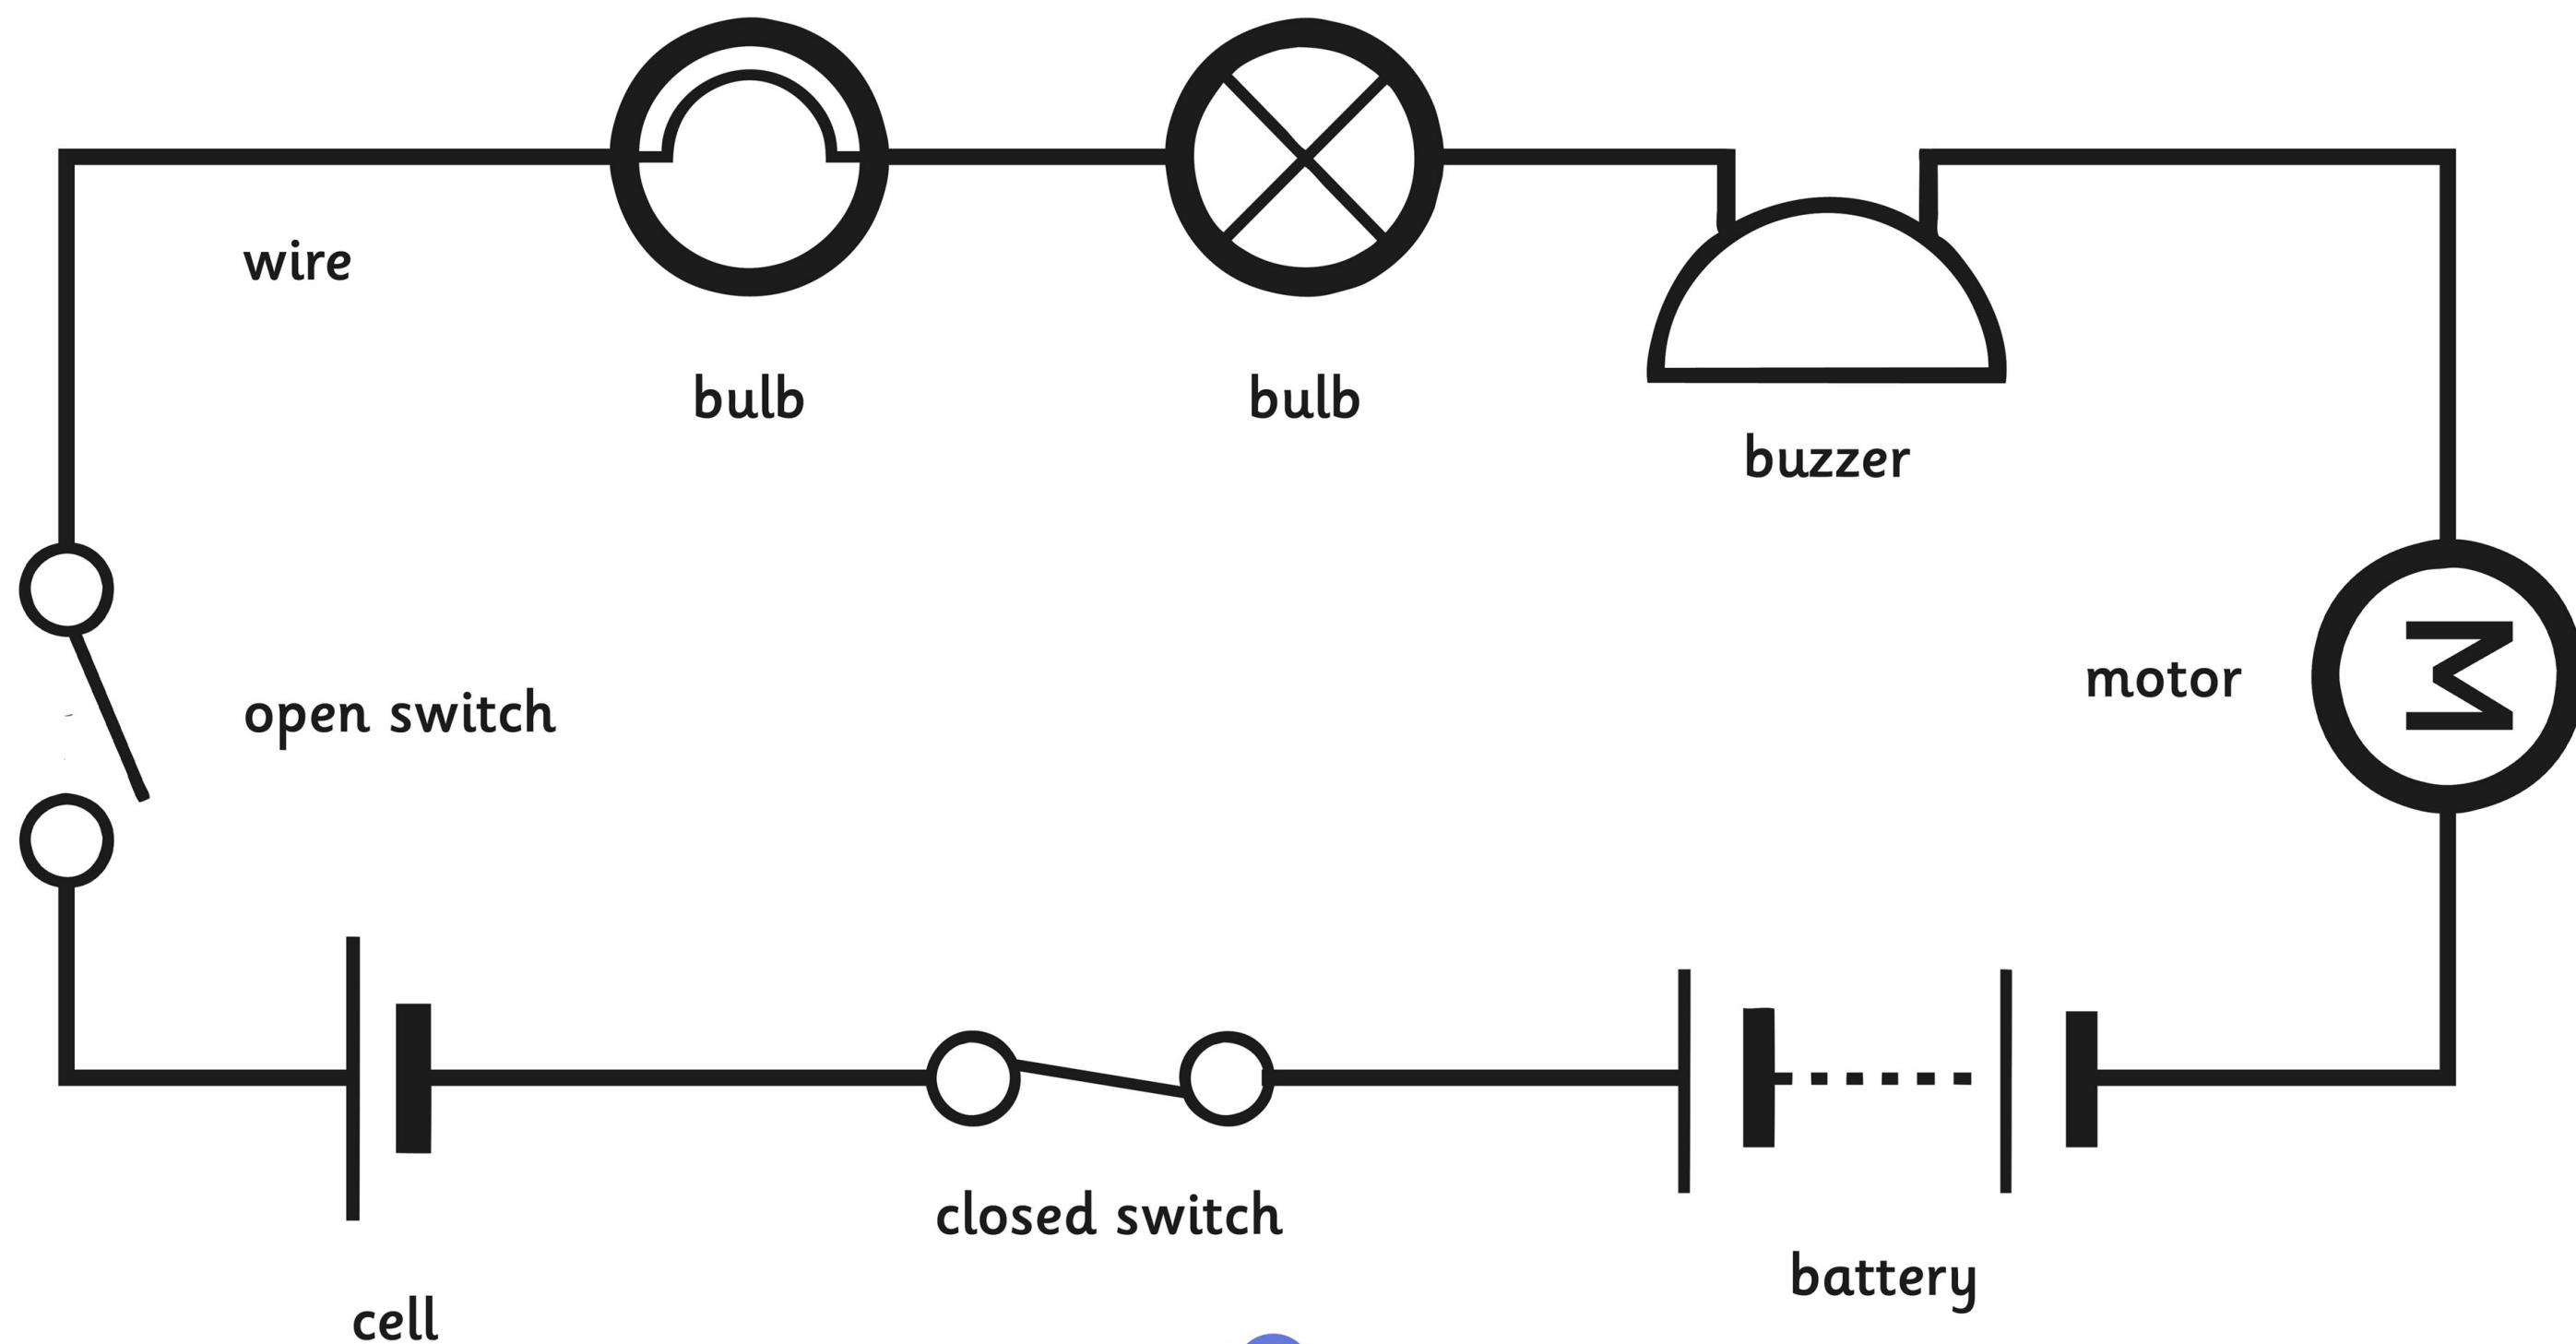 wire
bulb
bulb
buzzer
open switch
motor
M
closed switch
battery
cell